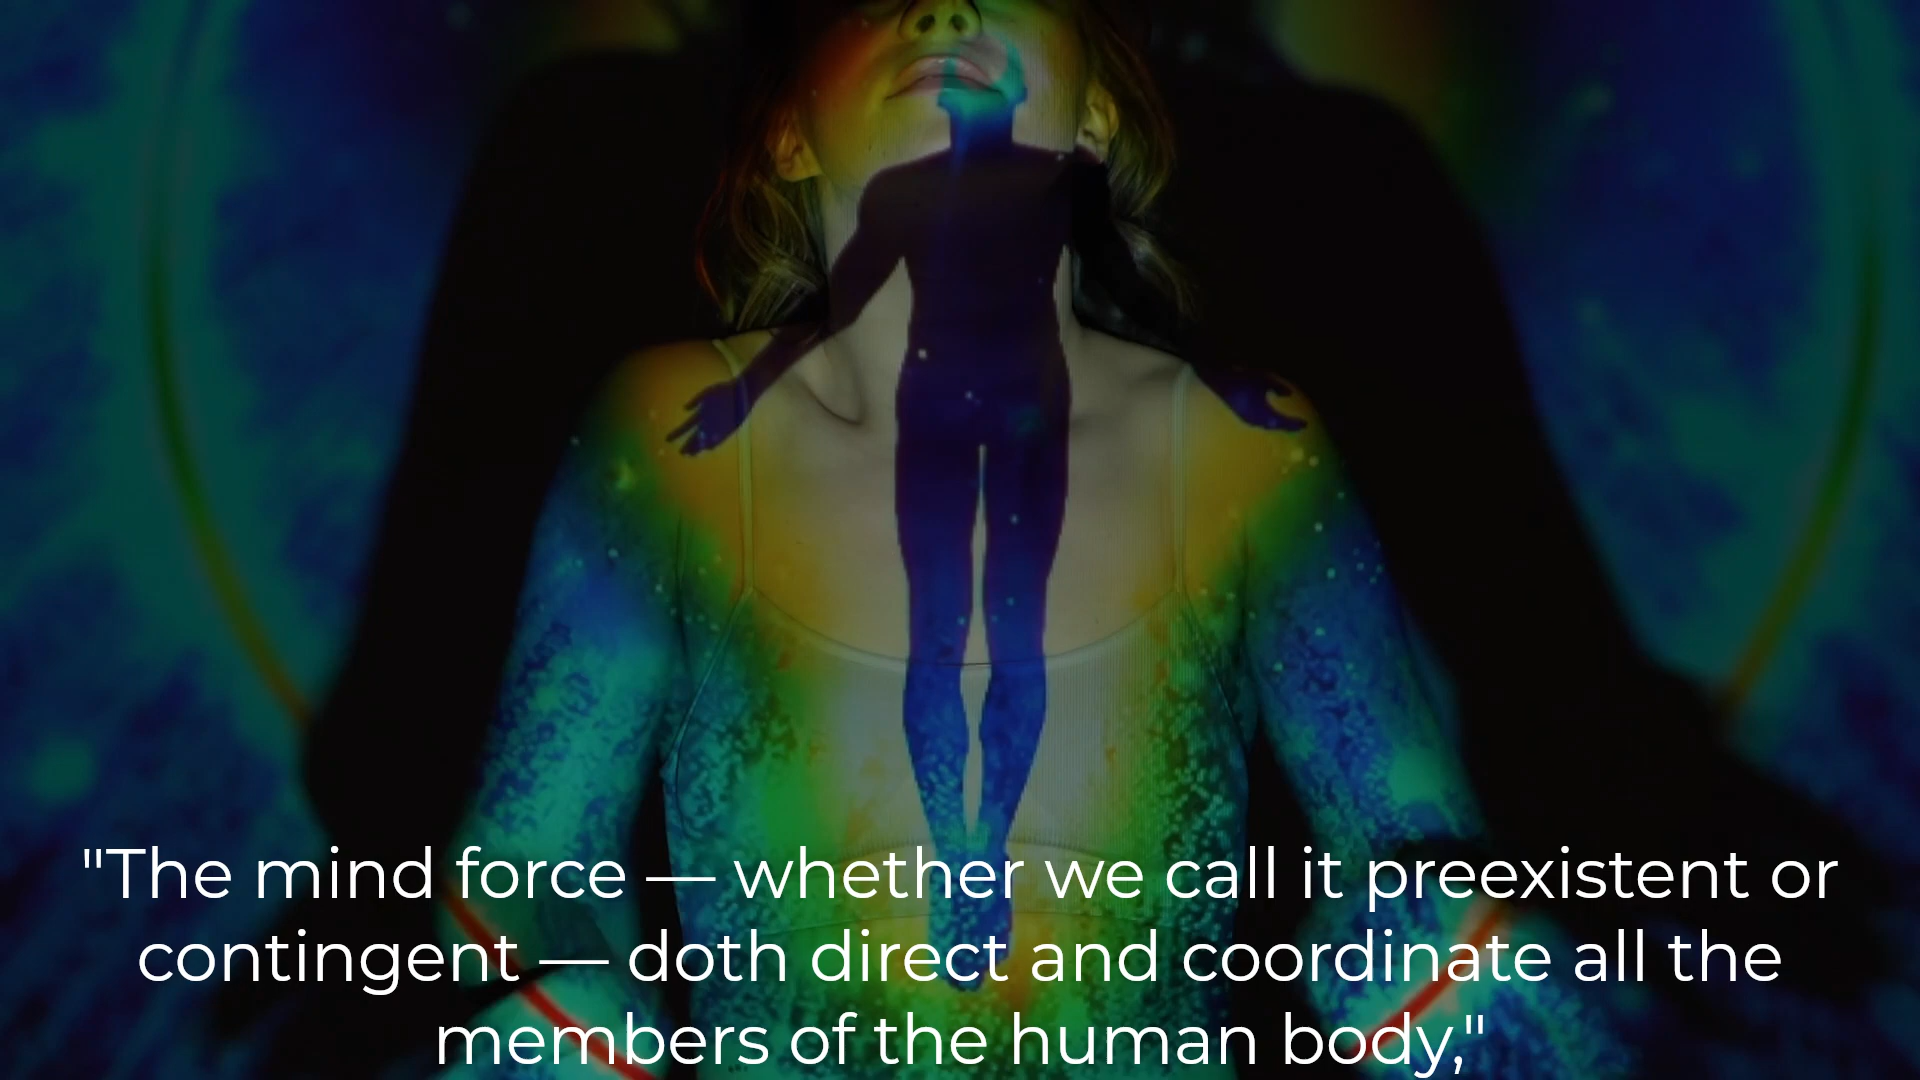 "The mind force — whether we call it preexistent or
contingent — doth direct and coordinate all the
members of the human body,"